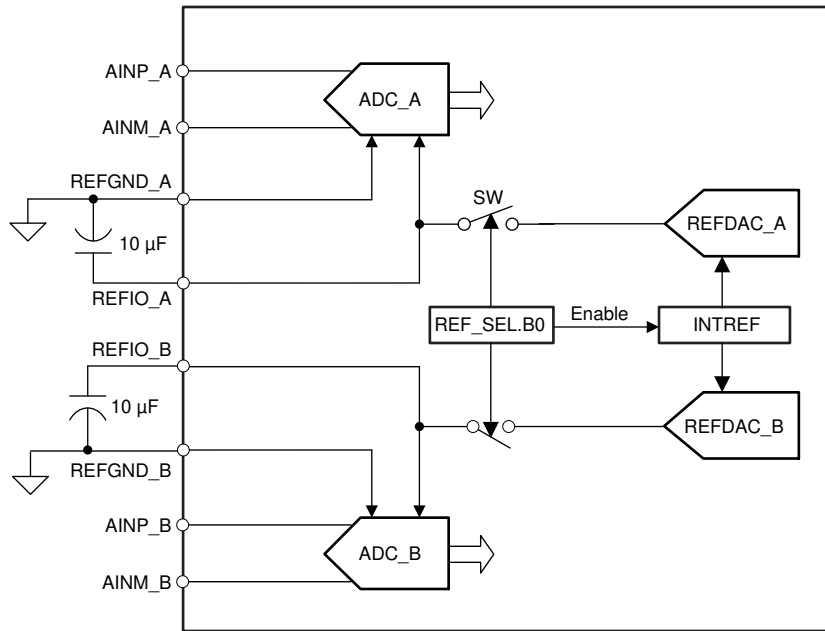 AINP_A
ADC_A
AINM_A
REFGND_A
SW
REFDAC_A
10 µF
REFIO_A
REF_SEL.B0
Enable
INTREF
REFIO_B
10 µF
REFDAC_B
REFGND_B
AINP_B
ADC_B
AINM_B